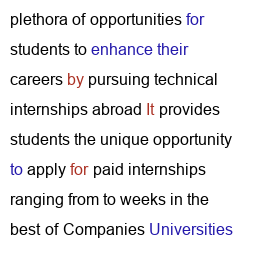 plethora of opportunities for
students to enhance their
careers by pursuing technical
internships abroad It provides
students the unique opportunity
to apply for paid internships
ranging from to weeks in the
best of Companies Universities